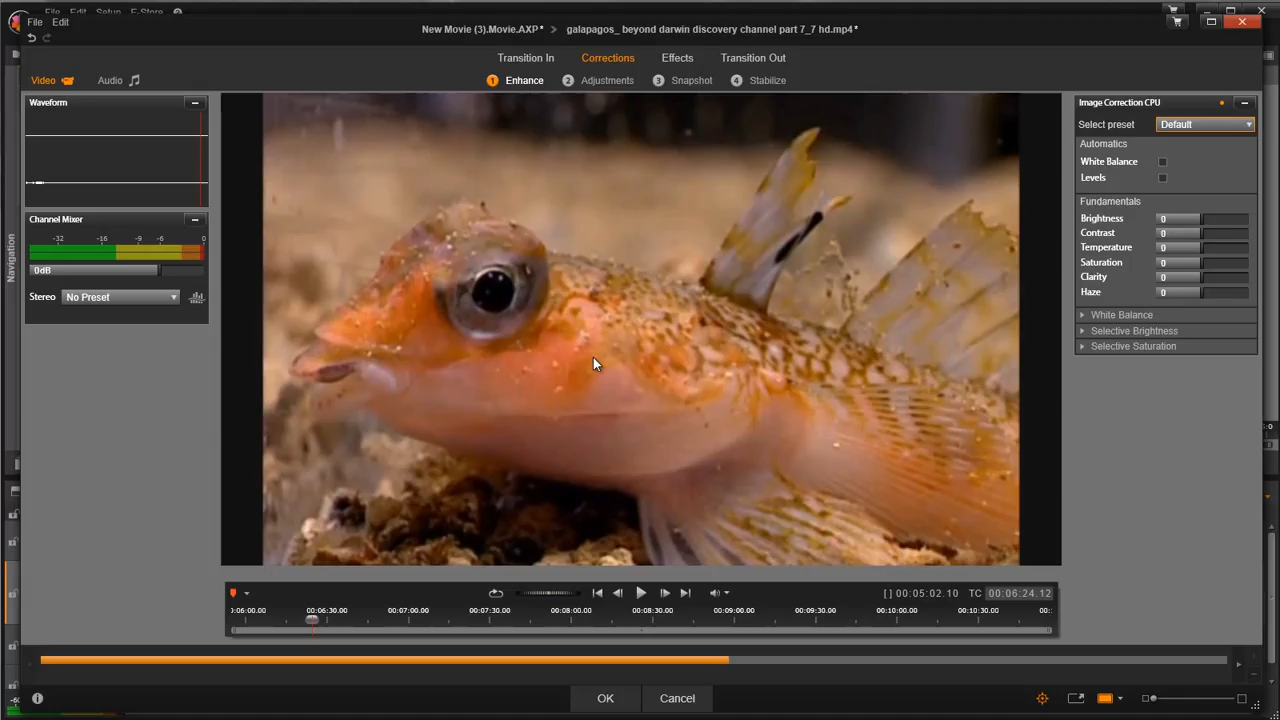 File Edit Setup E-Store
File Edit
New Movie (3).Movie.AXP* > galapagos_ beyond darwin discovery channel part 7_7 hd.mp4*
Transition In Corrections Effects Transition Out
Video Audio 1 Enhance 2 Adjustments 3 Snapshot 4 Stabilize
Waveform
Image Correction CPU
Select preset Default
Automatics
White Balance
Levels
Fundamentals
Brightness 0
Contrast 0
Temperature 0
Saturation 0
Clarity 0
Haze 0
White Balance
Selective Brightness
Selective Saturation
Channel Mixer
-32 -16 -9 -6 0
0dB
Stereo No Preset
Navigation
[ ] 00:05:02.10 TC 00:06:24.12
0:06:00.00 00:06:30.00 00:07:00.00 00:07:30.00 00:08:00.00 00:08:30.00 00:09:00.00 00:09:30.00 00:10:00.00 00:10:30.00 00:
OK Cancel